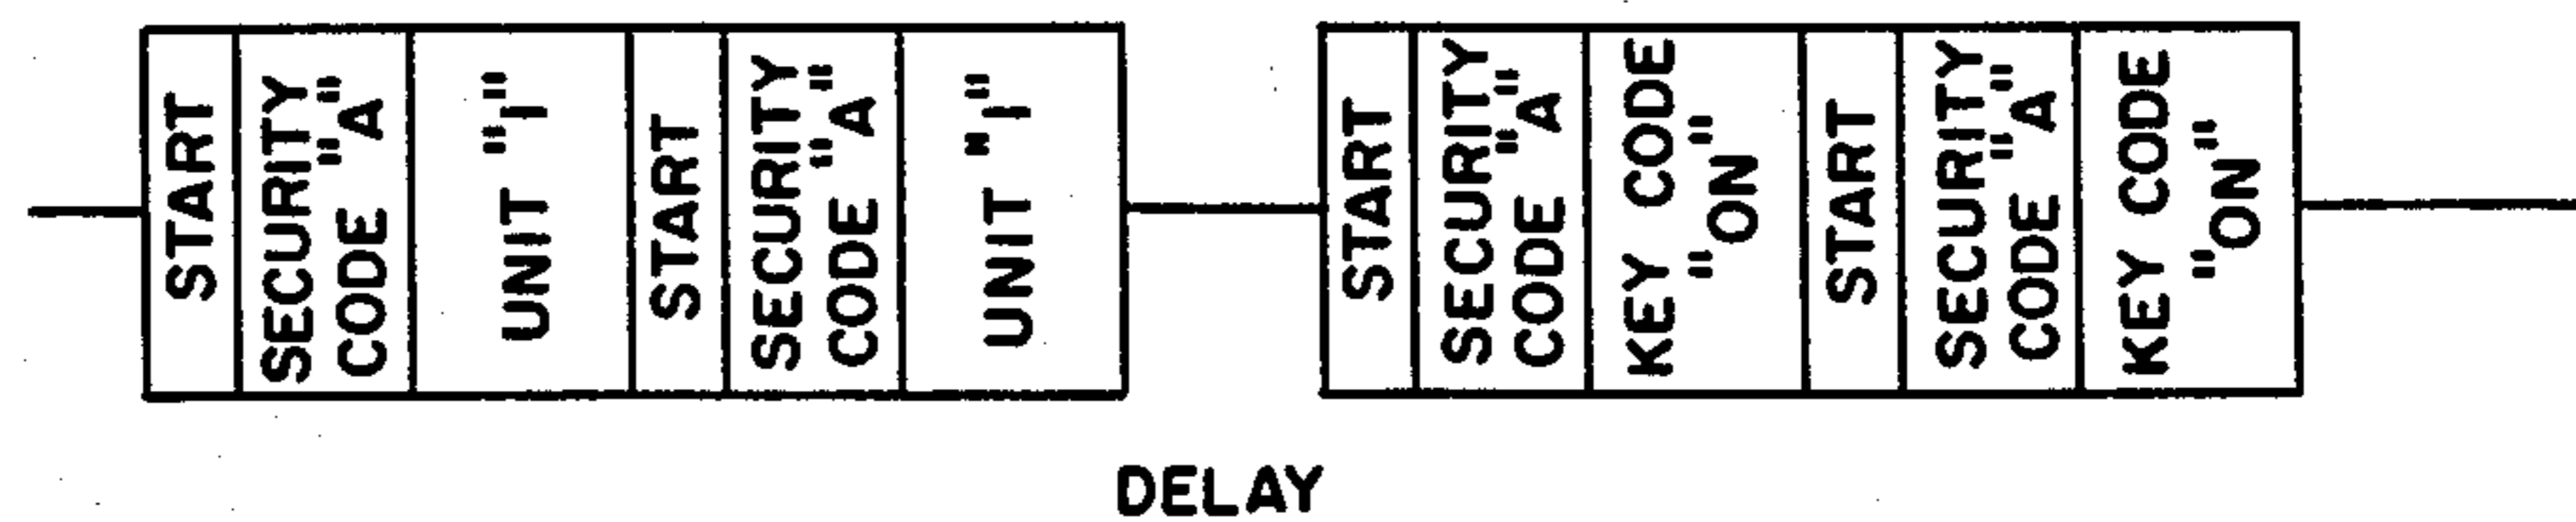 START
SECURITY
CODE "A"
UNIT "1"
START
SECURITY
CODE "A"
UNIT "1"
START
SECURITY
CODE "A"
KEY CODE
"ON"
START
SECURITY
CODE "A"
KEY CODE
"ON"
DELAY